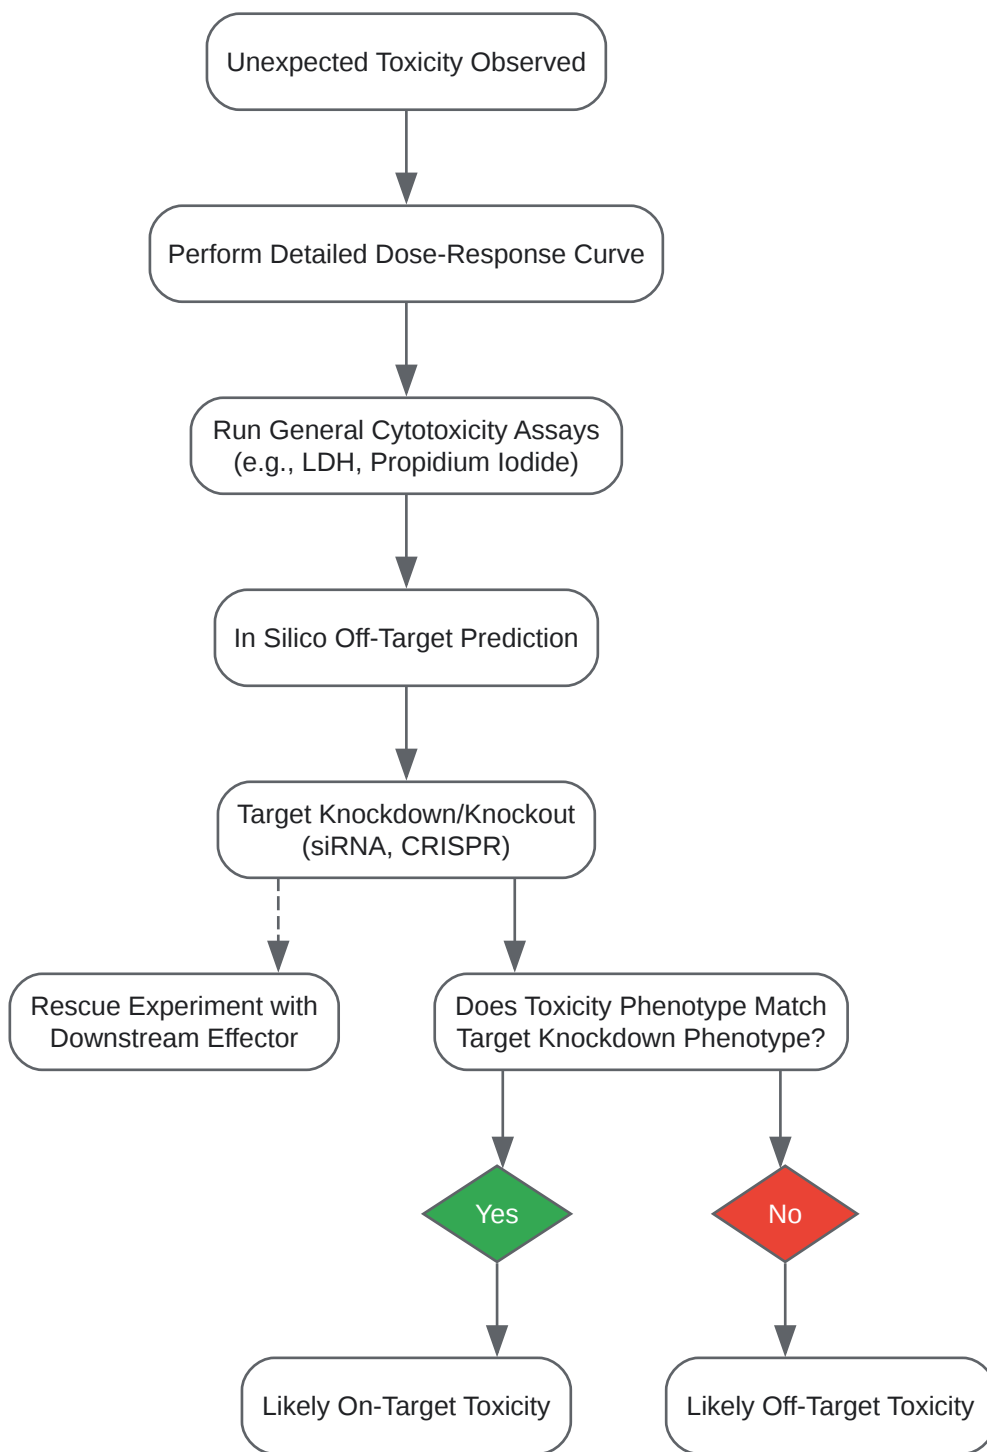 Unexpected Toxicity Observed
Perform Detailed Dose-Response Curve
Run General Cytotoxicity Assays
(e.g., LDH, Propidium Iodide)
In Silico Off-Target Prediction
Target Knockdown/Knockout
(siRNA, CRISPR)
Rescue Experiment with
Downstream Effector
Does Toxicity Phenotype Match
Target Knockdown Phenotype?
Yes
No
Likely On-Target Toxicity
Likely Off-Target Toxicity